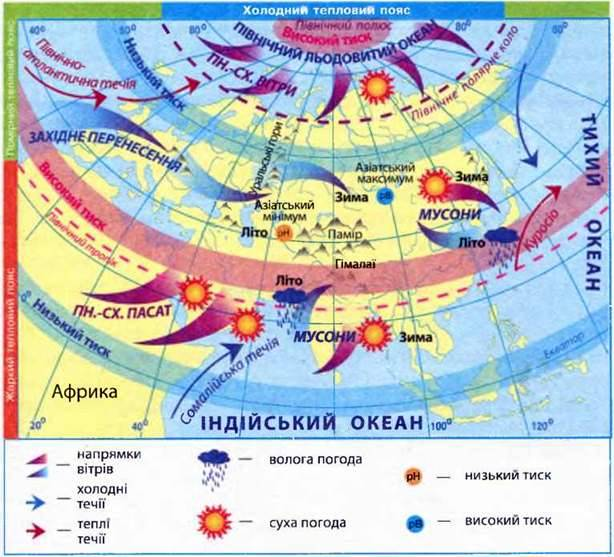 Холодний тепловий пояс
Північний полюс
ВИСОКИЙ ТИСК
ПІВНІЧНИЙ ЛЬОДОВИТИЙ ОКЕАН
ПН.-СХ. ВІТРИ
Північне полярне коло
Помірний тепловий пояс
Північно-
атлантична течія
Низький тиск
ЗАХІДНЕ ПЕРЕНЕСЕННЯ
Уральські гори
Азіатський
максимум
рВ
Зима
Зима
МУСОНИ
ТИХИЙ
ОКЕАН
Азіатський
мінімум
Літо
рН
Памір
Гімалаї
Літо
Куросіо
Високий тиск
Північний тропік
Жаркий тепловий пояс
ПН.-СХ. ПАСАТ
Літо
МУСОНИ
Зима
Низький тиск
Екватор
Сомалійська течія
Африка
ІНДІЙСЬКИЙ ОКЕАН
20°
40°
60°
80°
60°
80°
20°
40°
100°
120°
напрямки
вітрів
холодні
течії
теплі
течії
волога погода
суха погода
рН
низький тиск
рВ
високий тиск